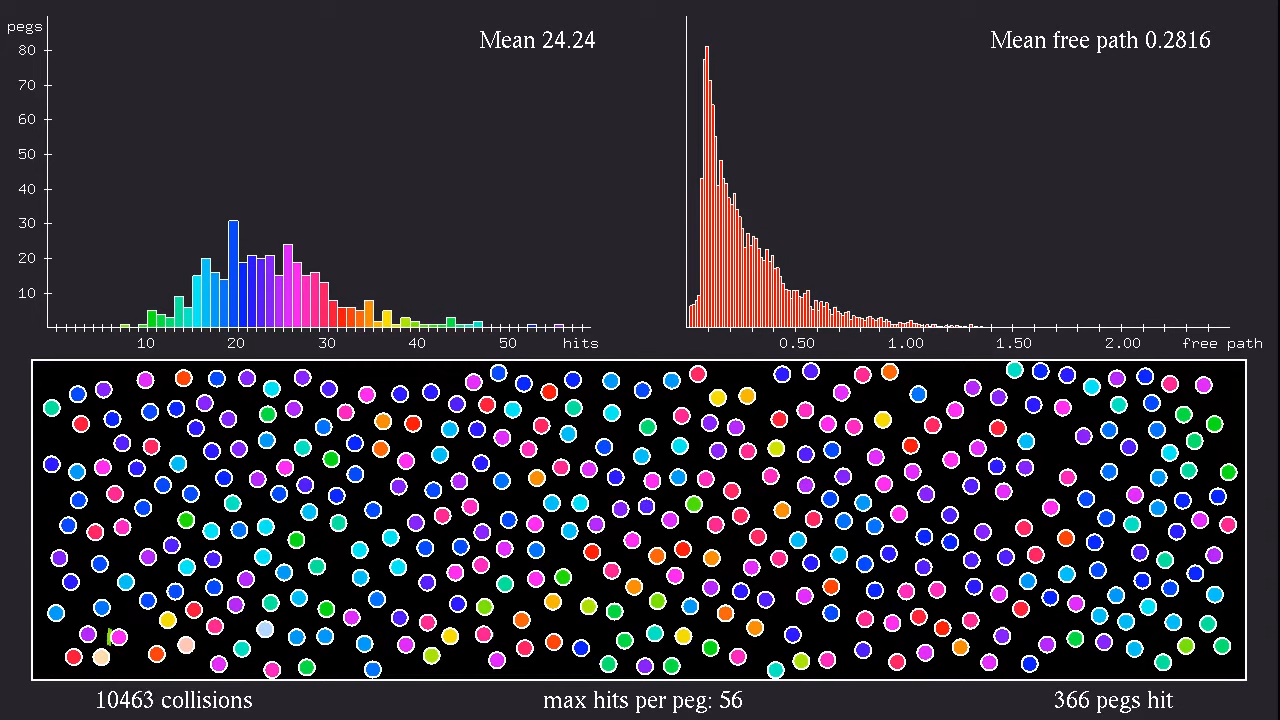 pegs
Mean 24.24
80
70
60
50
40
30
20
10
10 20 30 40 50 hits
Mean free path 0.2816
0.50 1.00 1.50 2.00 free path
10463 collisions
max hits per peg: 56
366 pegs hit